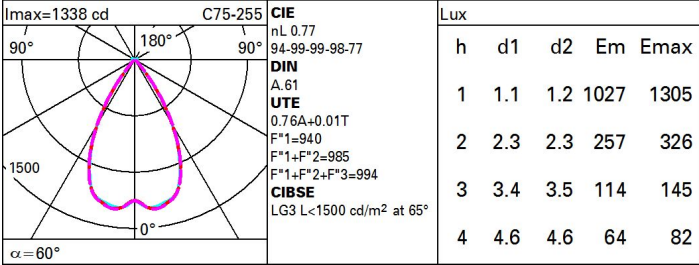 Imax=1338 cd C75-255
90° 180° 90°
1500
0°
α=60°
CIE
nL 0.77
94-99-99-98-77
DIN
A.61
UTE
0.76A+0.01T
F"1=940
F"1+F"2=985
F"1+F"2+F"3=994
CIBSE
LG3 L<1500 cd/m² at 65°
Lux
h d1 d2 Em Emax
1 1.1 1.2 1027 1305
2 2.3 2.3 257 326
3 3.4 3.5 114 145
4 4.6 4.6 64 82